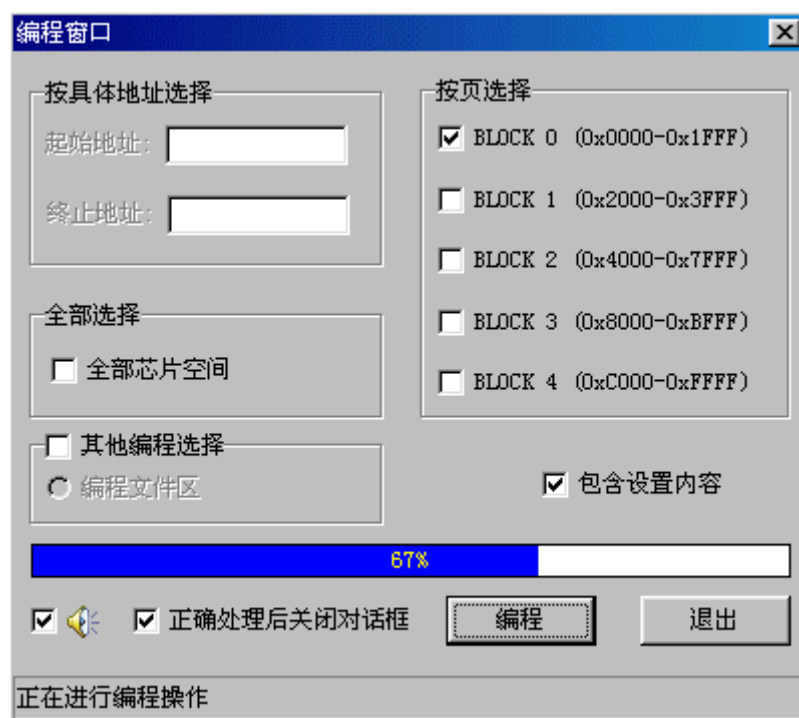 编程窗口
按具体地址选择
起始地址:
终止地址:
全部选择
全部芯片空间
其他编程选择
编程文件区
按页选择
BLOCK 0 (0x0000-0x1FFF)
BLOCK 1 (0x2000-0x3FFF)
BLOCK 2 (0x4000-0x7FFF)
BLOCK 3 (0x8000-0xBFFF)
BLOCK 4 (0xC000-0xFFFF)
包含设置内容
67%
正确处理后关闭对话框
编程
退出
正在进行编程操作